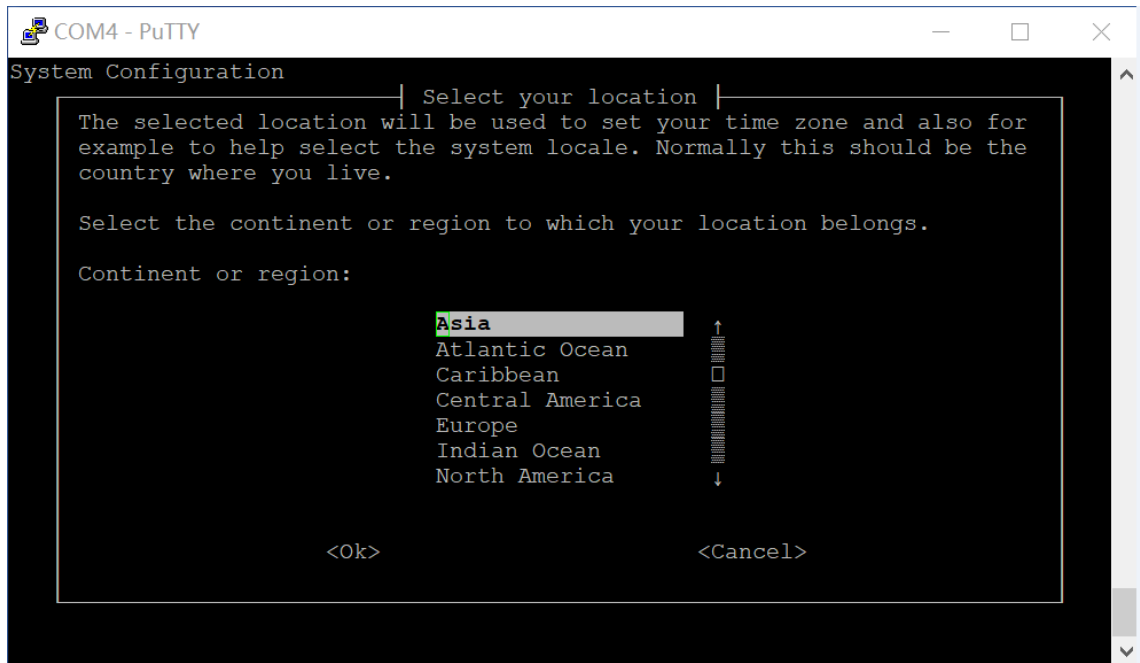 COM4 - PuTTY
System Configuration
Select your location
The selected location will be used to set your time zone and also for
example to help select the system locale. Normally this should be the
country where you live.
Select the continent or region to which your location belongs.
Continent or region:
Asia
Atlantic Ocean
Caribbean
Central America
Europe
Indian Ocean
North America
<Ok> <Cancel>